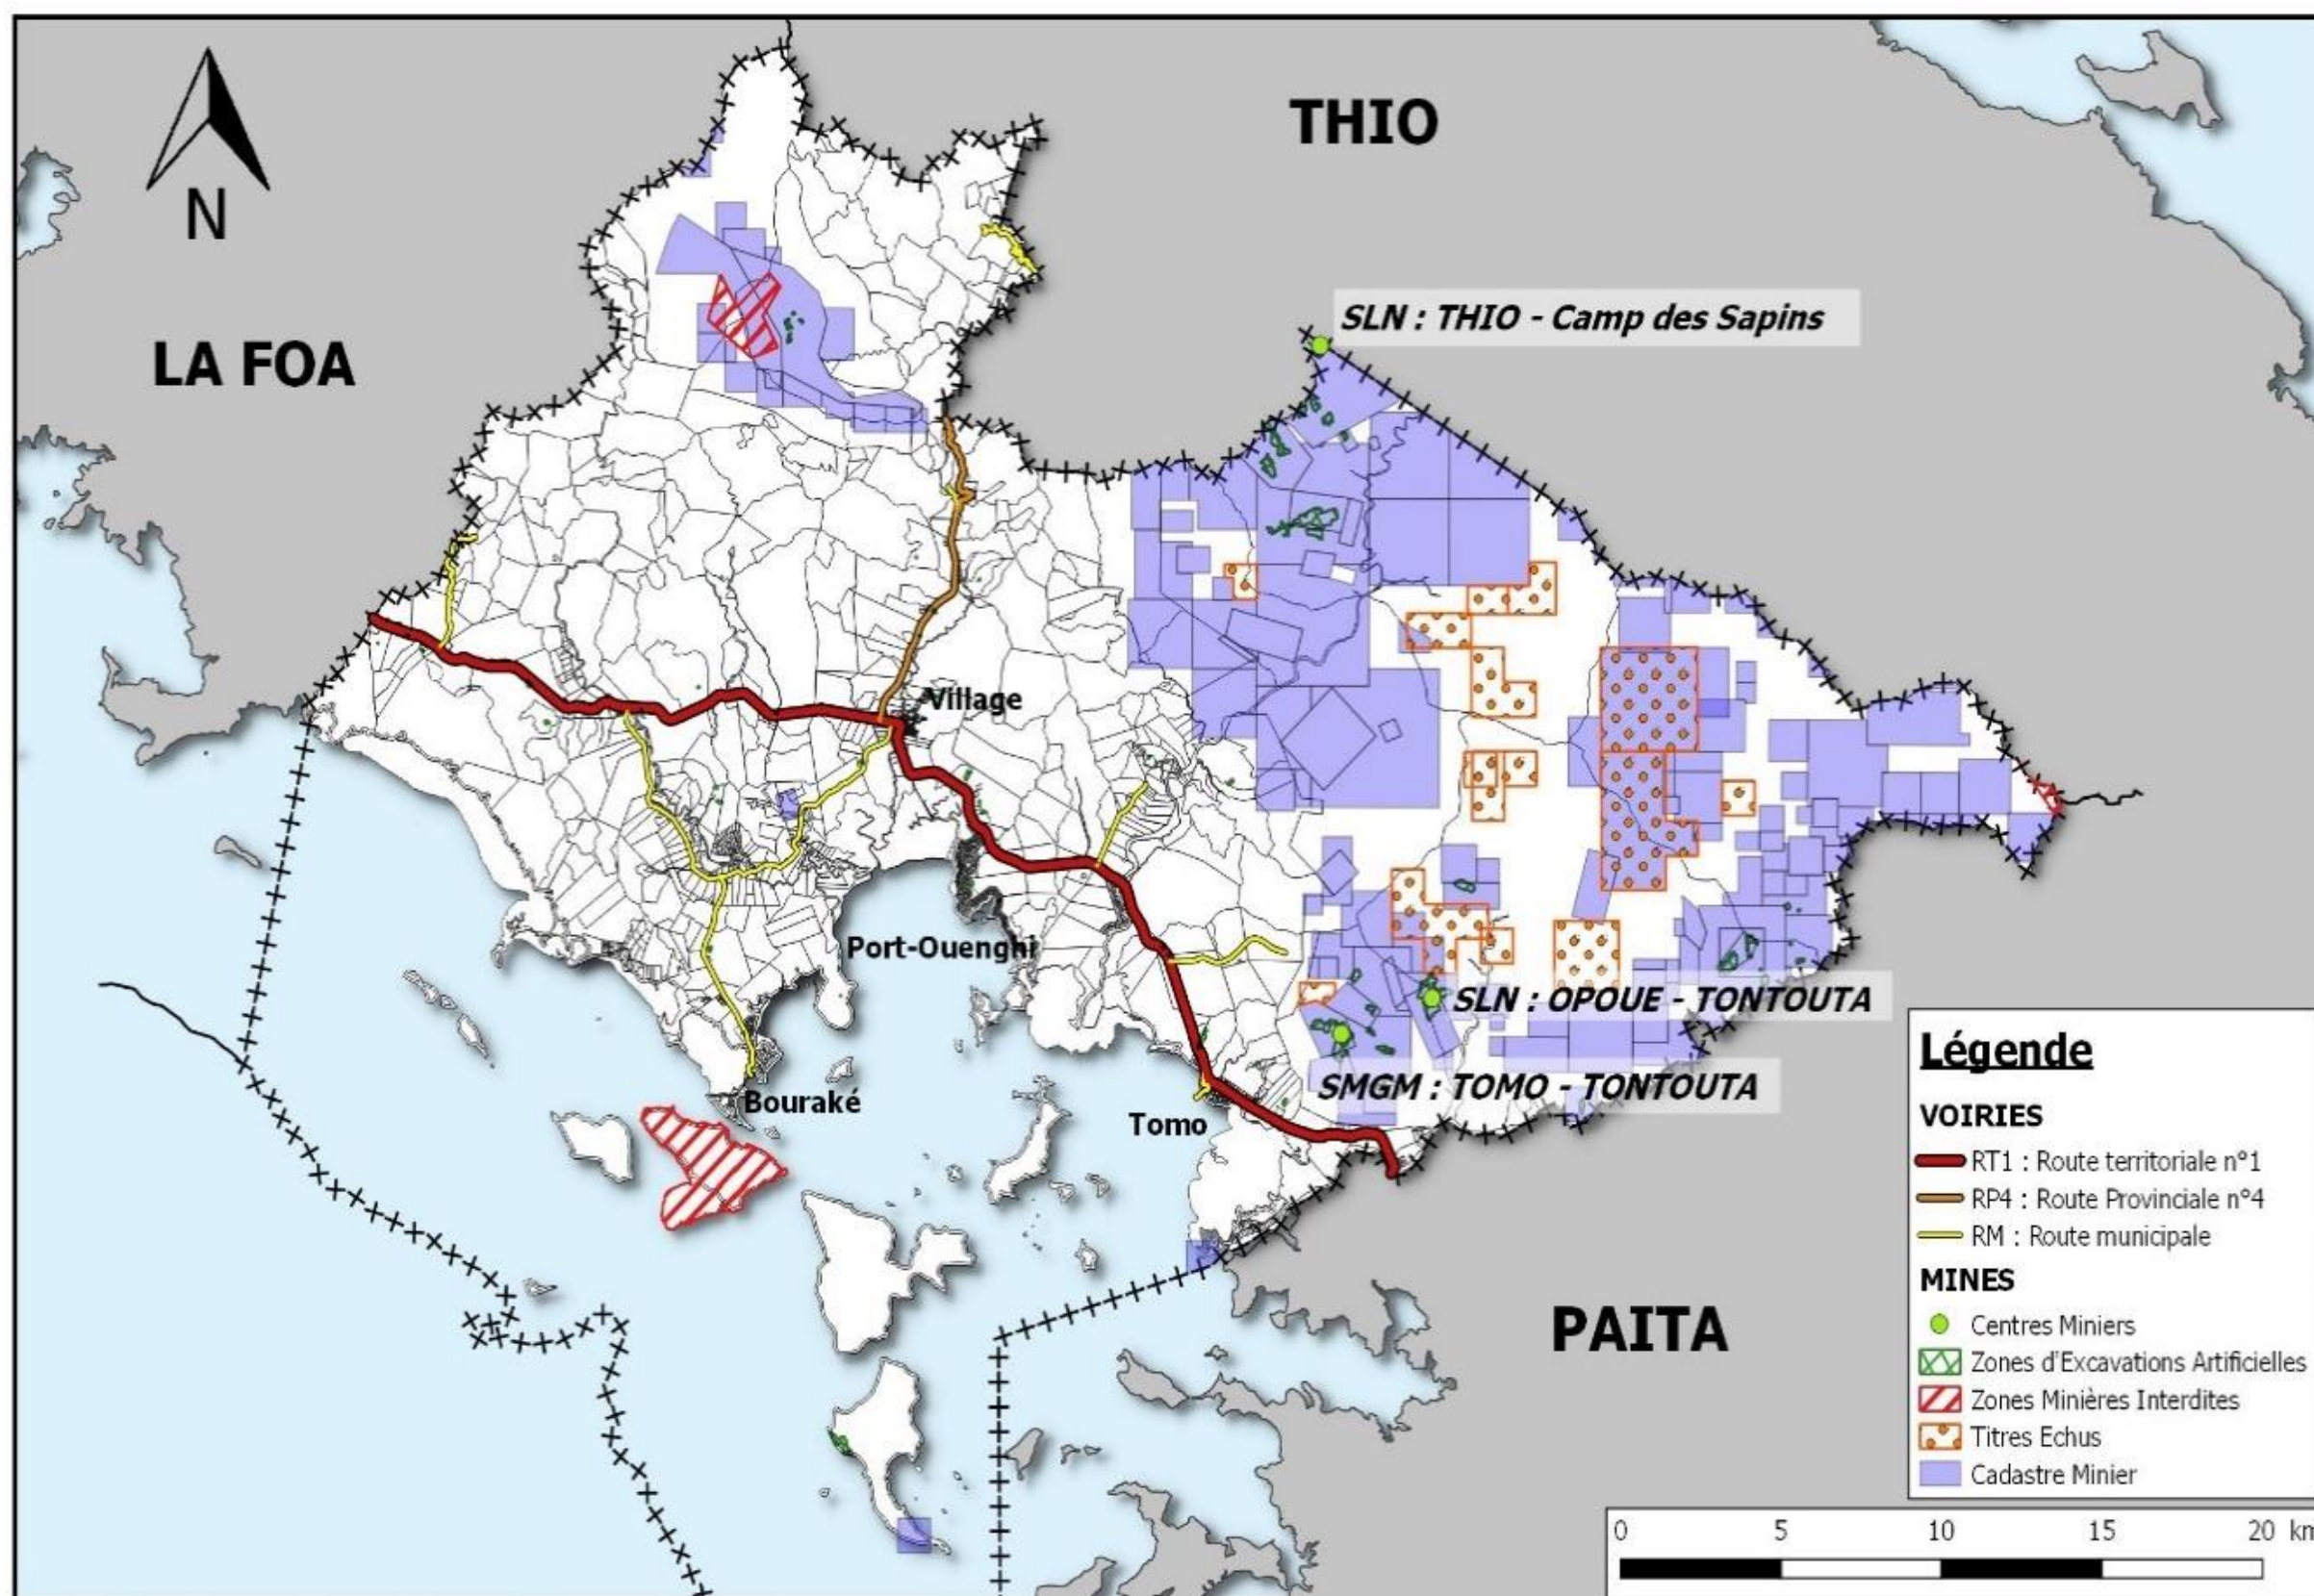 THIO
N
SLN : THIO - Camp des Sapins
LA FOA
Village
Port-Ouenghi
SLN : OPOUE - TONTOUTA
SMGM : TOMO - TONTOUTA
Bouraké
Tomo
PAITA
Légende
VOIRIES
RT1 : Route territoriale n°1
RP4 : Route Provinciale n°4
RM : Route municipale
MINES
Centres Miniers
Zones d'Excavations Artificielles
Zones Minières Interdites
Titres Echus
Cadastre Minier
0 5 10 15 20 km